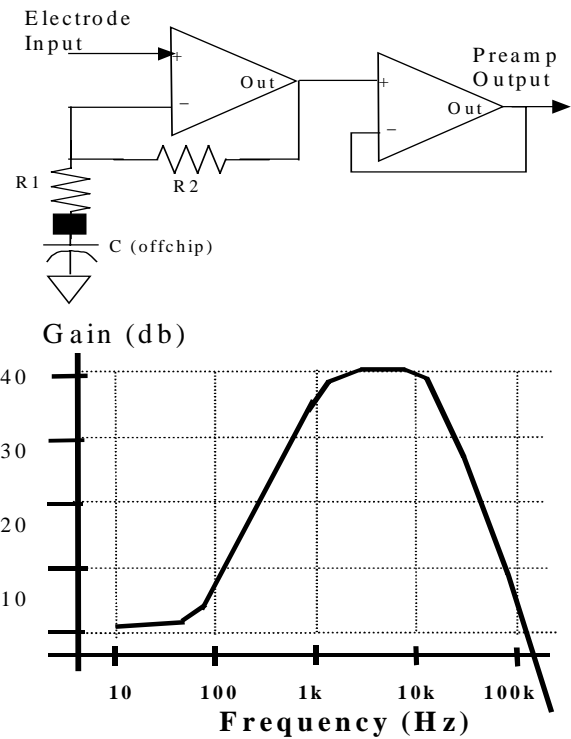 Electrode
Input
+
Out
−
R2
R1
C (offchip)
+
Out
−
Preamp
Output
Gain (db)
40
30
20
10
10 100 1k 10k 100k
Frequency (Hz)